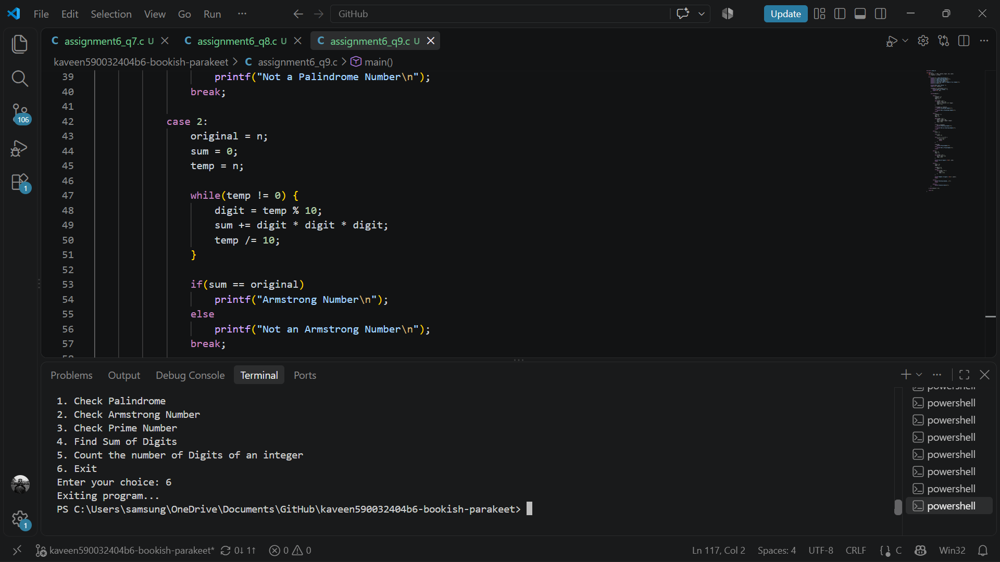 File Edit Selection View Go Run ··· GitHub Update
C assignment6_q7.c U C assignment6_q8.c U C assignment6_q9.c U
kaveen590032404b6-bookish-parakeet > C assignment6_q9.c > main()
39 printf("Not a Palindrome Number\n");
40 break;
41
42 case 2:
43 original = n;
44 sum = 0;
45 temp = n;
46
47 while(temp != 0) {
48 digit = temp % 10;
49 sum += digit * digit * digit;
50 temp /= 10;
51 }
52
53 if(sum == original)
54 printf("Armstrong Number\n");
55 else
56 printf("Not an Armstrong Number\n");
57 break;
106
1
1
Problems Output Debug Console Terminal Ports
1. Check Palindrome
2. Check Armstrong Number
3. Check Prime Number
4. Find Sum of Digits
5. Count the number of Digits of an integer
6. Exit
Enter your choice: 6
Exiting program...
PS C:\Users\samsung\OneDrive\Documents\GitHub\kaveen590032404b6-bookish-parakeet>
powershell
powershell
powershell
powershell
powershell
powershell
powershell
powershell
kaveen590032404b6-bookish-parakeet* 0↓ 1↑ 0 0 Ln 117, Col 2 Spaces: 4 UTF-8 CRLF {} C Win32